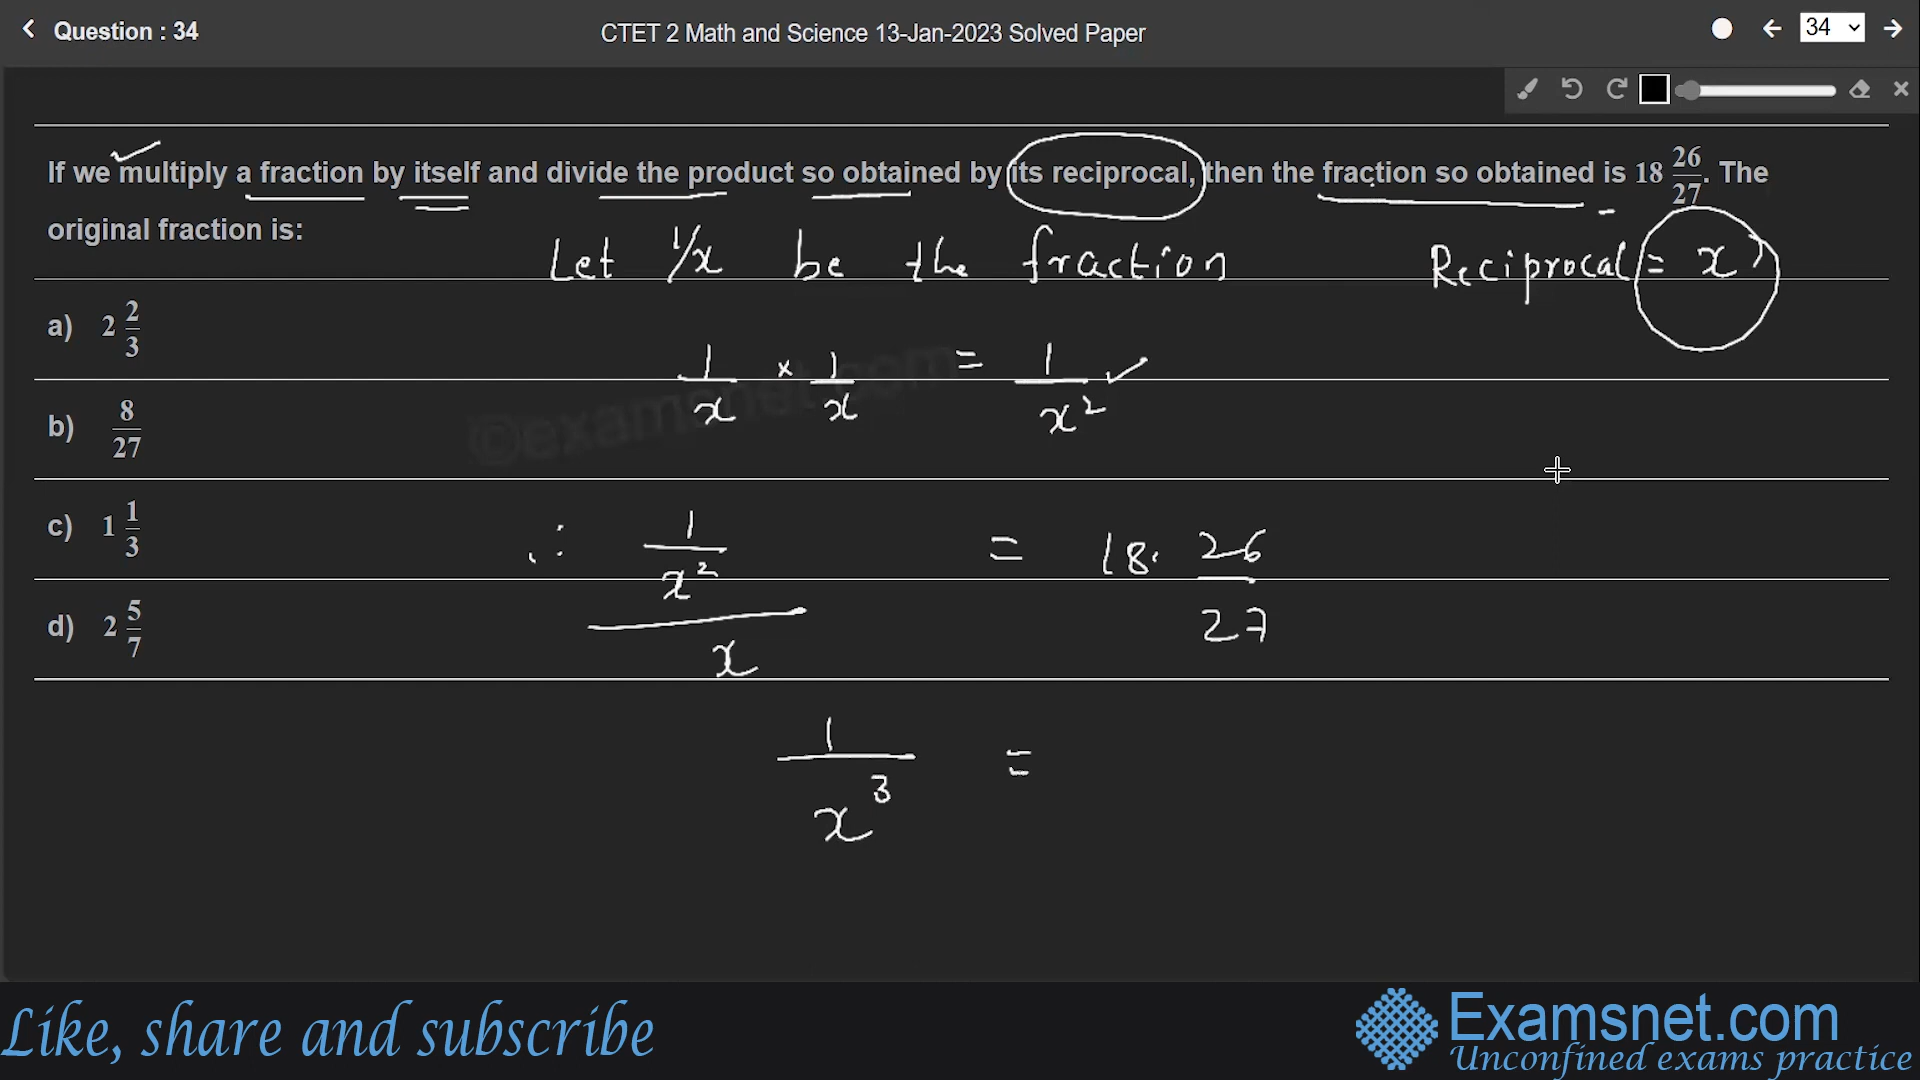 Question : 34
CTET 2 Math and Science 13-Jan-2023 Solved Paper
34
If we multiply a fraction by itself and divide the product so obtained by its reciprocal, then the fraction so obtained is 18 26/27. The
original fraction is:
Let 1/x be the fraction
Reciprocal = x
a) 2 2/3
1/x × 1/x = 1/x²
©examsnet.com
b) 8/27
c) 1 1/3
∴ 1/x² / x = 18. 26/27
d) 2 5/7
1/x³ =
Like, share and subscribe
Examsnet.com
Unconfined exams practice